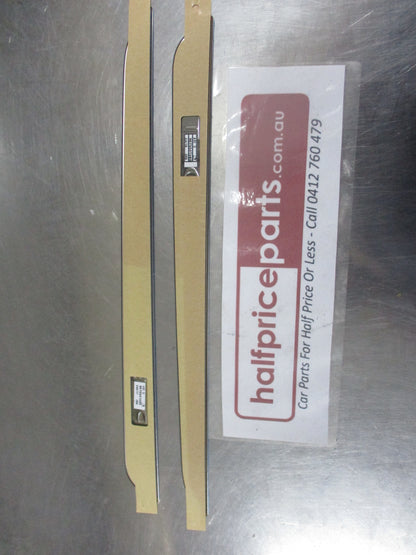 halfpriceparts.com.au
Car Parts For Half Price Or Less - Call 0412 760 479